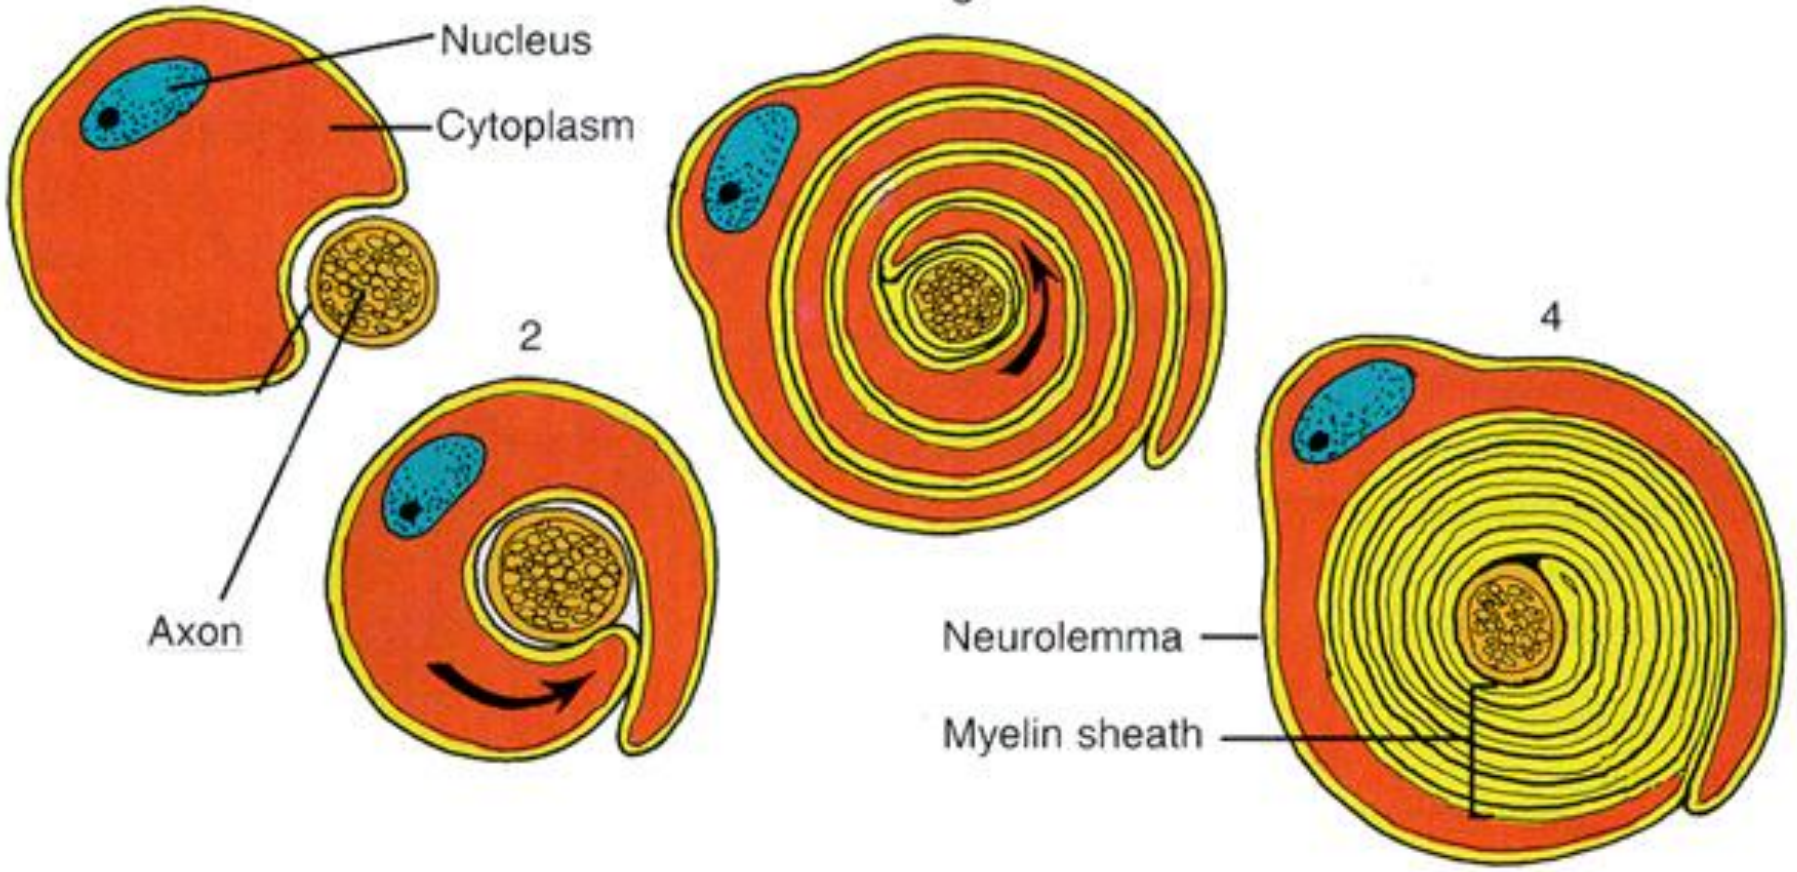 Nucleus
Cytoplasm
2
4
Axon
Neurolemma
Myelin sheath